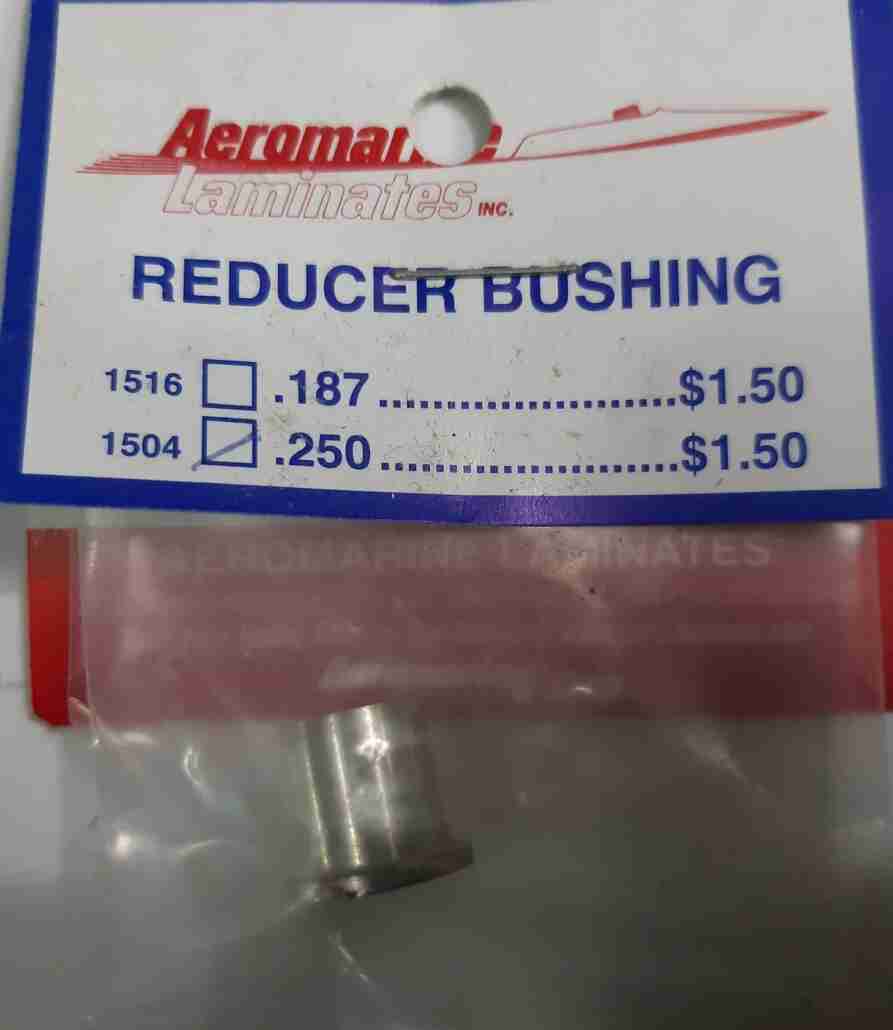 Aeromarine
Laminates INC.
REDUCER BUSHING
1516 .187......................$1.50
1504 .250......................$1.50
AEROMARINE LAMINATES